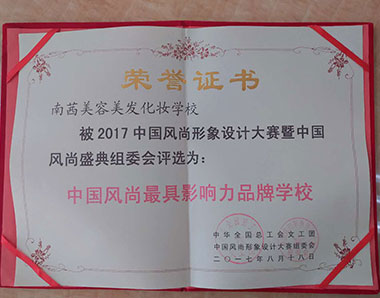 荣誉证书
南茜美容美发化妆学校
被2017中国风尚形象设计大赛暨中国
风尚盛典组委会评选为：
中国风尚最具影响力品牌学校
中华全国总工会文工团
中国风尚形象设计大赛组委会
二〇一七年八月十八日